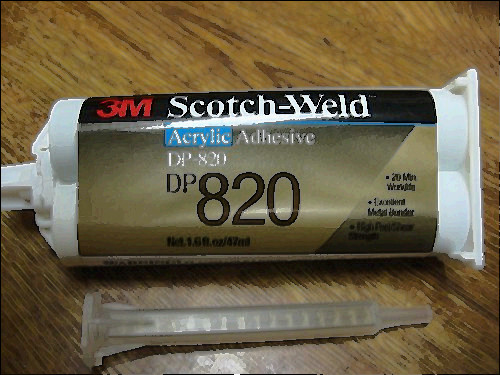 3M Scotch-Weld
Acrylic Adhesive
DP-820
DP 820
Net. 1.6 fl. oz/47ml
• 20 Min.
Worklife
• Excellent
Metal Bonder
• High Peel/Shear
Strength